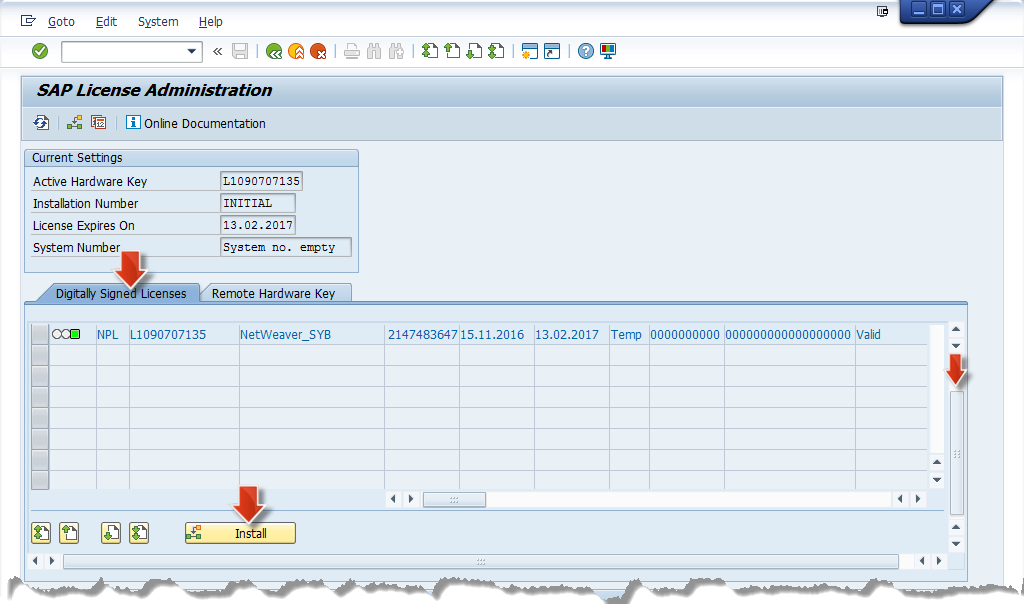 Goto Edit System Help
SAP License Administration
Online Documentation
Current Settings
Active Hardware Key L1090707135
Installation Number INITIAL
License Expires On 13.02.2017
System Number System no. empty
Digitally Signed Licenses Remote Hardware Key
NPL L1090707135 NetWeaver_SYB 2147483647 15.11.2016 13.02.2017 Temp 0000000000 000000000000000000 Valid
Install